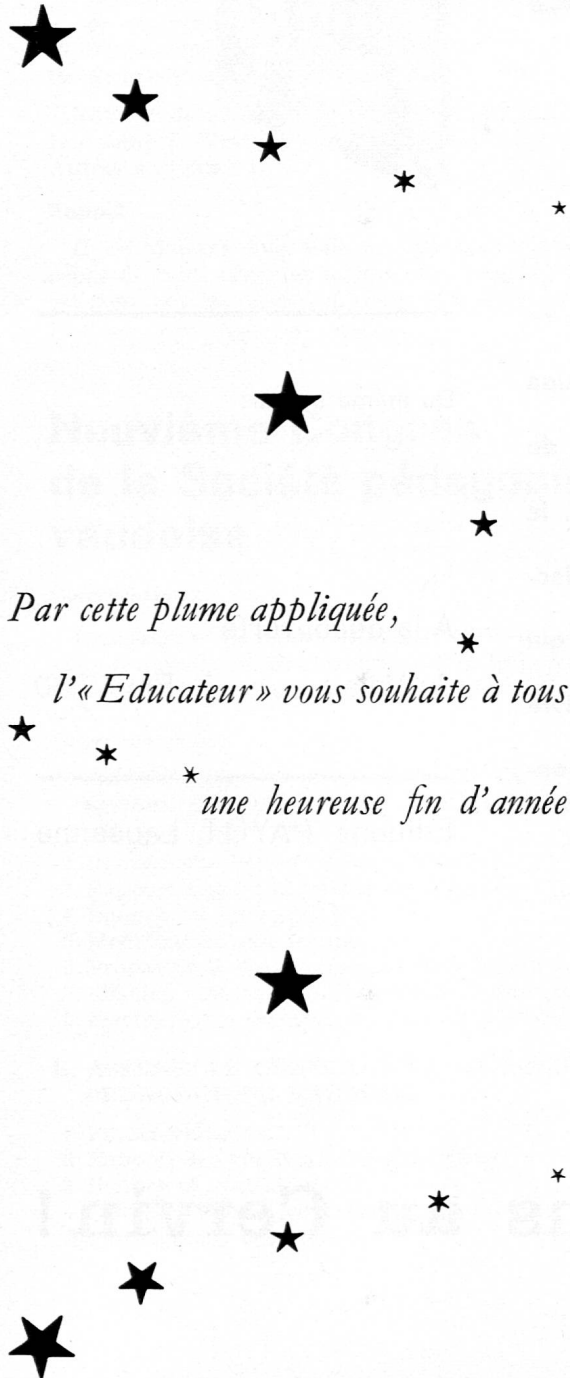 Par cette plume appliquée,
l'« Educateur » vous souhaite à tous
une heureuse fin d'année